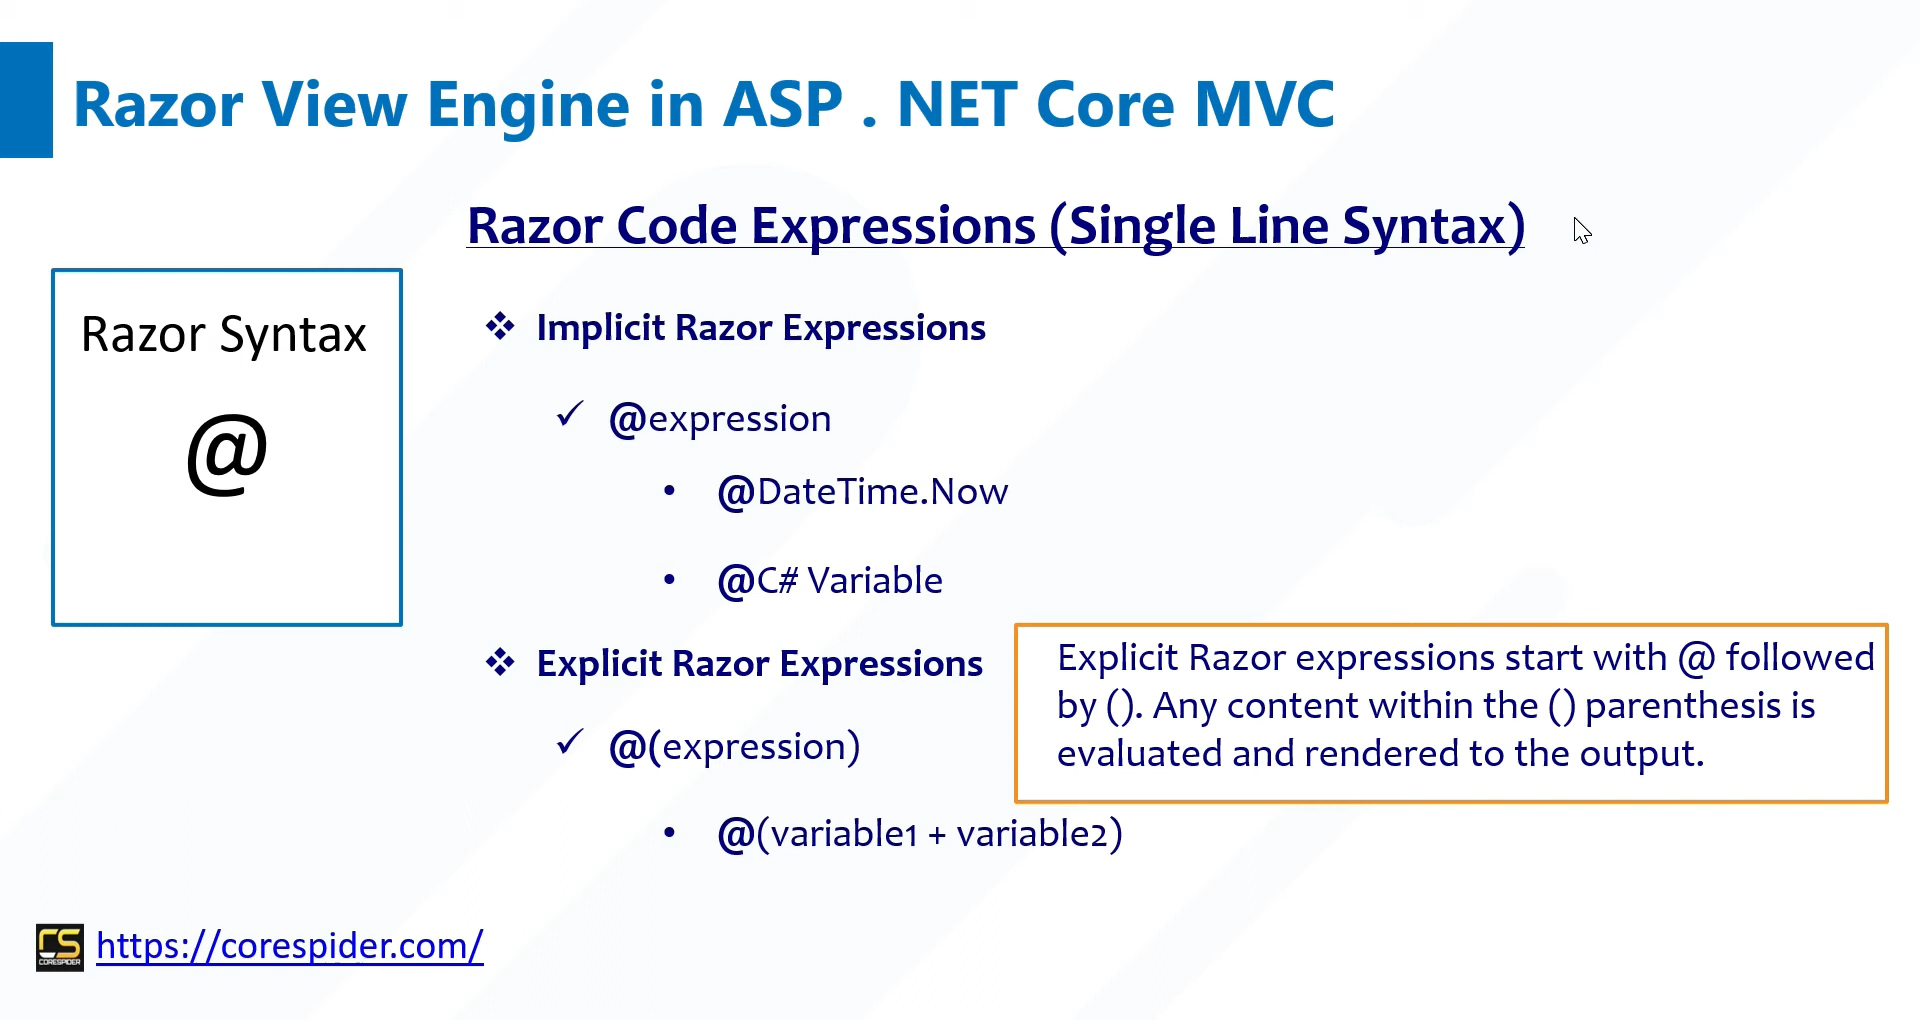 Razor View Engine in ASP . NET Core MVC
Razor Code Expressions (Single Line Syntax)
Razor Syntax
@
❖ Implicit Razor Expressions
✓ @expression
• @DateTime.Now
• @C# Variable
❖ Explicit Razor Expressions
✓ @(expression)
• @(variable1 + variable2)
Explicit Razor expressions start with @ followed
by (). Any content within the () parenthesis is
evaluated and rendered to the output.
CS
CORESPIDER
https://corespider.com/